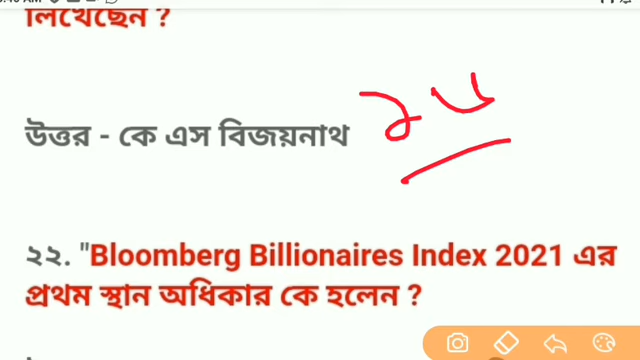 লিখেছেন ?
উত্তর - কে এস বিজয়নাথ
২২. "Bloomberg Billionaires Index 2021 এর
প্রথম স্থান অধিকার কে হলেন ?